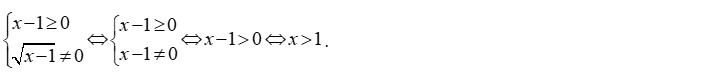 {x−1≥0, √(x−1)≠0 ⇔ {x−1≥0, x−1≠0 ⇔ x−1>0 ⇔ x>1.